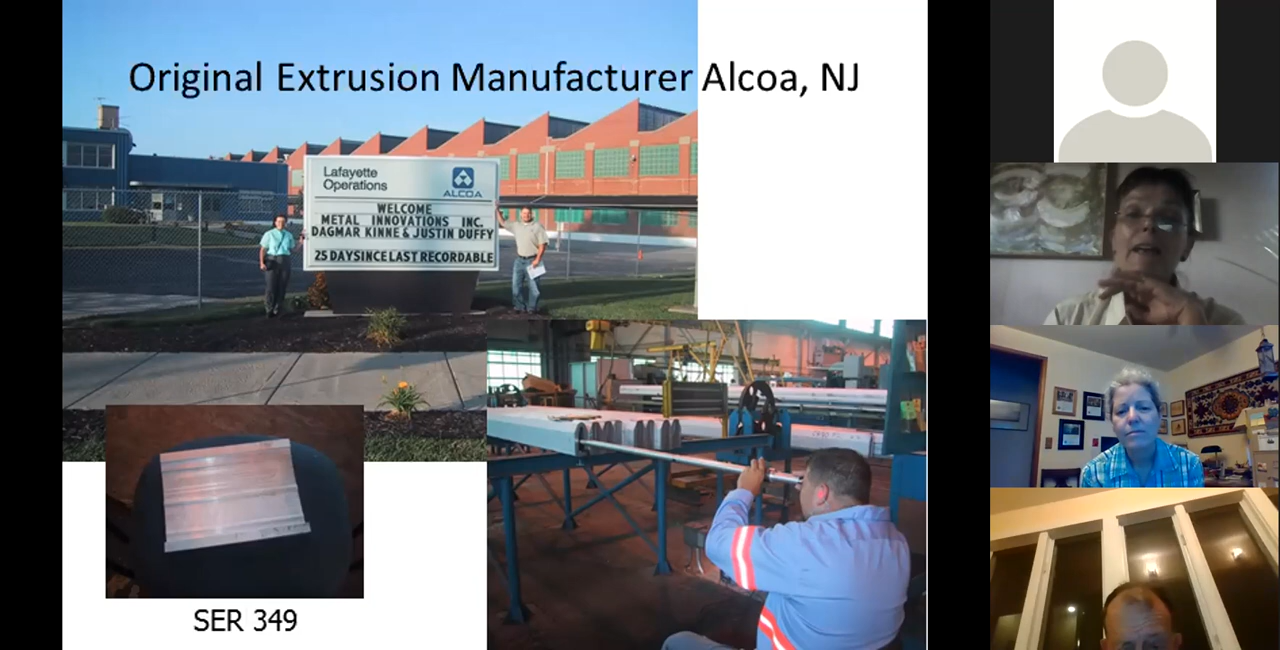 Original Extrusion Manufacturer Alcoa, NJ
Lafayette
Operations
ALCOA
WELCOME
METAL INNOVATIONS INC.
DAGMAR KINNE & JUSTIN DUFFY
25 DAYSINCE LAST RECORDABLE
SER 349